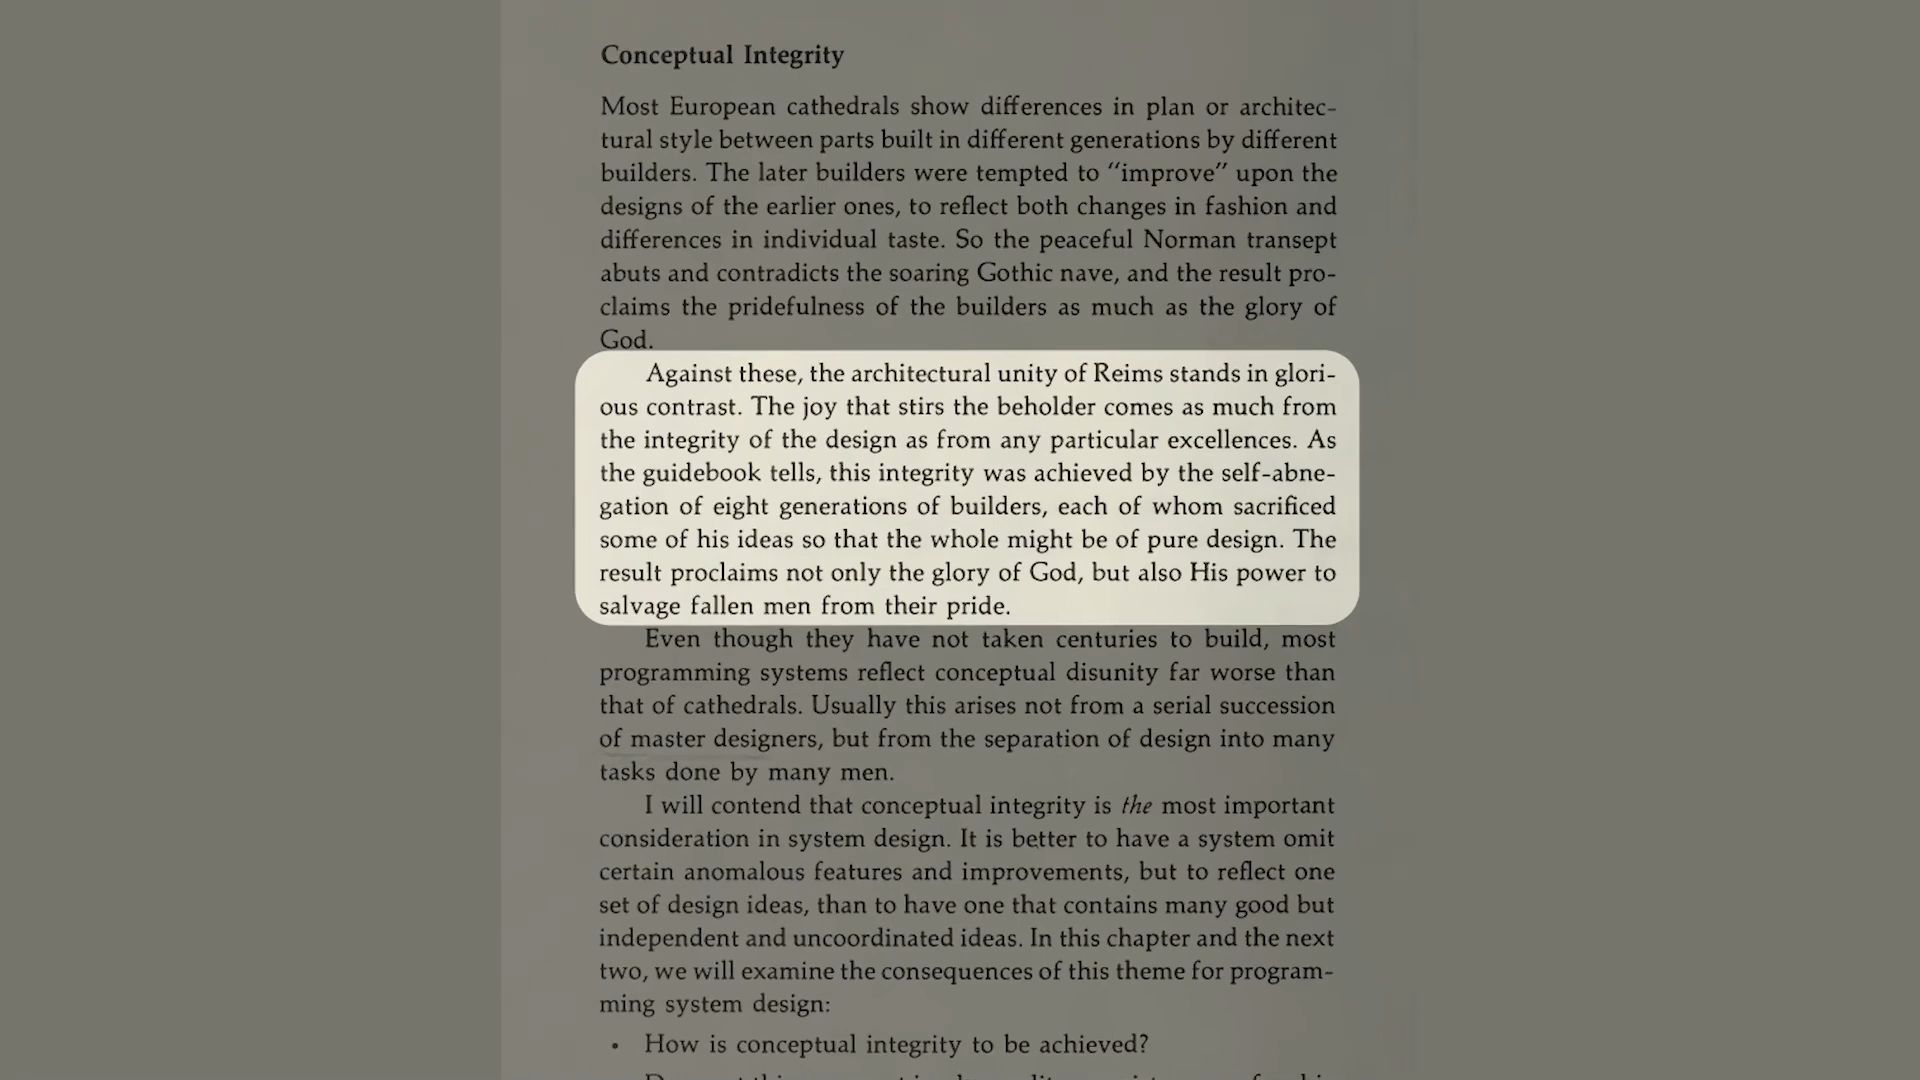 Conceptual Integrity
Most European cathedrals show differences in plan or architec-
tural style between parts built in different generations by different
builders. The later builders were tempted to “improve” upon the
designs of the earlier ones, to reflect both changes in fashion and
differences in individual taste. So the peaceful Norman transept
abuts and contradicts the soaring Gothic nave, and the result pro-
claims the pridefulness of the builders as much as the glory of
God.
Against these, the architectural unity of Reims stands in glori-
ous contrast. The joy that stirs the beholder comes as much from
the integrity of the design as from any particular excellences. As
the guidebook tells, this integrity was achieved by the self-abne-
gation of eight generations of builders, each of whom sacrificed
some of his ideas so that the whole might be of pure design. The
result proclaims not only the glory of God, but also His power to
salvage fallen men from their pride.
Even though they have not taken centuries to build, most
programming systems reflect conceptual disunity far worse than
that of cathedrals. Usually this arises not from a serial succession
of master designers, but from the separation of design into many
tasks done by many men.
I will contend that conceptual integrity is the most important
consideration in system design. It is better to have a system omit
certain anomalous features and improvements, but to reflect one
set of design ideas, than to have one that contains many good but
independent and uncoordinated ideas. In this chapter and the next
two, we will examine the consequences of this theme for program-
ming system design:
• How is conceptual integrity to be achieved?